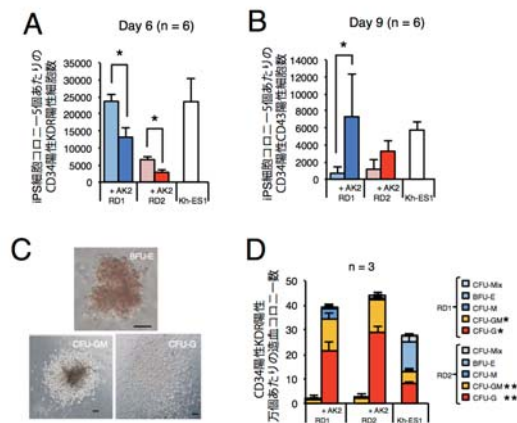 A
Day 6 (n = 6)
iPS細胞コロニー5個あたりの
CD34陽性KDR陽性細胞数
35000
30000
25000
20000
15000
10000
5000
0
*
*
+ AK2
+ AK2
RD1
RD2
Kh-ES1
B
Day 9 (n = 6)
iPS細胞コロニー5個あたりの
CD34陽性CD43陽性細胞数
14000
12000
10000
8000
6000
4000
2000
0
*
+ AK2
+ AK2
RD1
RD2
Kh-ES1
C
BFU-E
CFU-GM
CFU-G
D
n = 3
CD34陽性KDR陽性
万個あたりの造血コロニー数
50
40
30
20
10
0
+ AK2
+ AK2
RD1
RD2
Kh-ES1
RD1
CFU-Mix
BFU-E
CFU-M
CFU-GM*
CFU-G*
RD2
CFU-Mix
BFU-E
CFU-M
CFU-GM**
CFU-G **